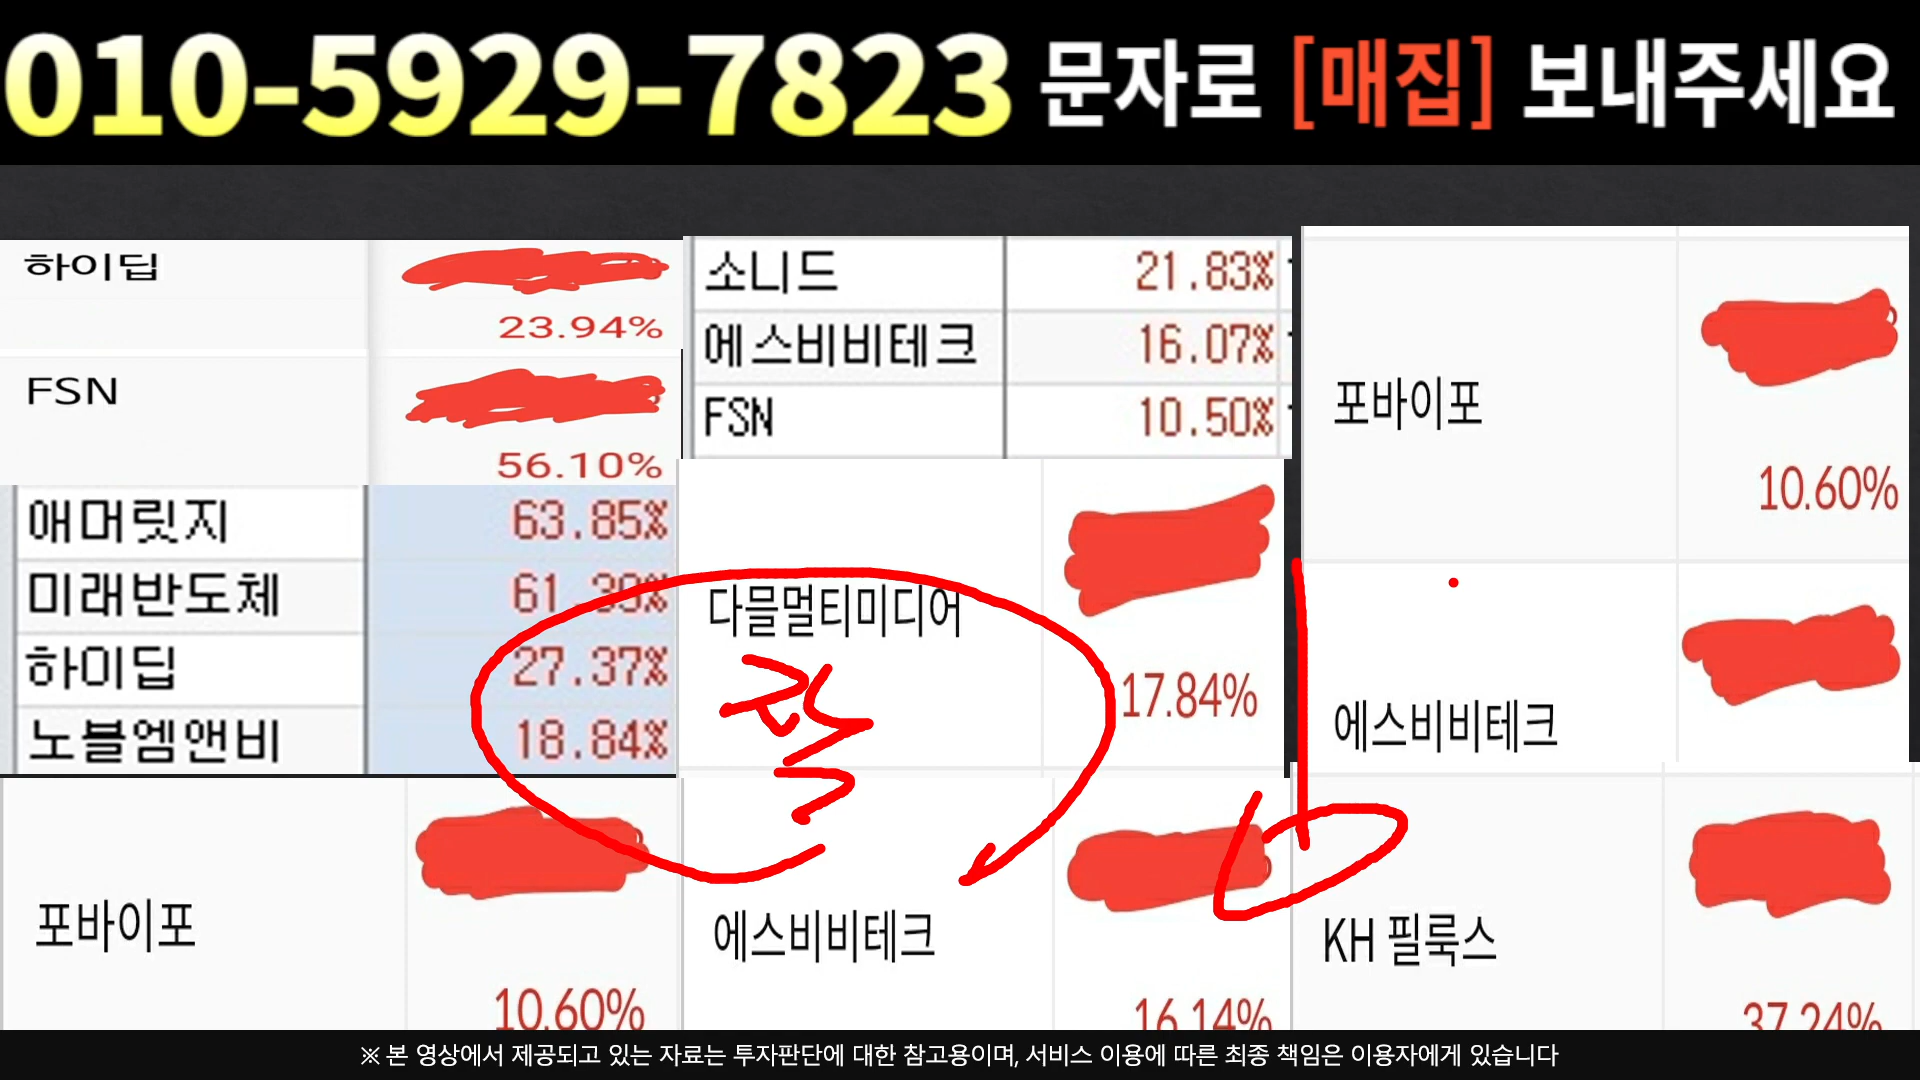 010-5929-7823 문자로 [매집] 보내주세요
하이딥
23.94%
FSN
56.10%
애머릿지 63.85%
미래반도체 61.39%
하이딥 27.37%
노블엠앤비 18.84%
소니드 21.83%
에스비비테크 16.07%
FSN 10.50%
다믈멀티미디어
17.84%
포바이포
10.60%
에스비비테크
포바이포
10.60%
에스비비테크
16.14%
KH 필룩스
37.24%
※ 본 영상에서 제공되고 있는 자료는 투자판단에 대한 참고용이며, 서비스 이용에 따른 최종 책임은 이용자에게 있습니다